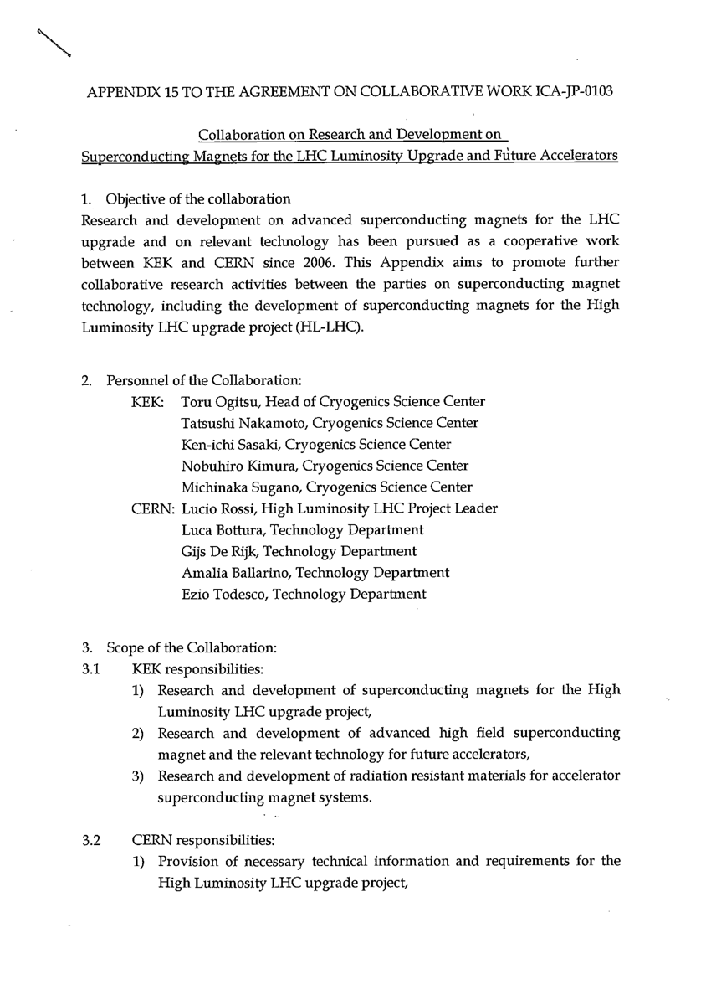 APPENDIX 15 TO THE AGREEMENT ON COLLABORATIVE WORK ICA-JP-0103
Collaboration on Research and Development on
Superconducting Magnets for the LHC Luminosity Upgrade and Future Accelerators
1. Objective of the collaboration
Research and development on advanced superconducting magnets for the LHC
upgrade and on relevant technology has been pursued as a cooperative work
between KEK and CERN since 2006. This Appendix aims to promote further
collaborative research activities between the parties on superconducting magnet
technology, including the development of superconducting magnets for the High
Luminosity LHC upgrade project (HL-LHC).
2. Personnel of the Collaboration:
KEK: Toru Ogitsu, Head of Cryogenics Science Center
Tatsushi Nakamoto, Cryogenics Science Center
Ken-ichi Sasaki, Cryogenics Science Center
Nobuhiro Kimura, Cryogenics Science Center
Michinaka Sugano, Cryogenics Science Center
CERN: Lucio Rossi, High Luminosity LHC Project Leader
Luca Bottura, Technology Department
Gijs De Rijk, Technology Department
Amalia Ballarino, Technology Department
Ezio Todesco, Technology Department
3. Scope of the Collaboration:
3.1 KEK responsibilities:
1) Research and development of superconducting magnets for the High
Luminosity LHC upgrade project,
2) Research and development of advanced high field superconducting
magnet and the relevant technology for future accelerators,
3) Research and development of radiation resistant materials for accelerator
superconducting magnet systems.
3.2 CERN responsibilities:
1) Provision of necessary technical information and requirements for the
High Luminosity LHC upgrade project,